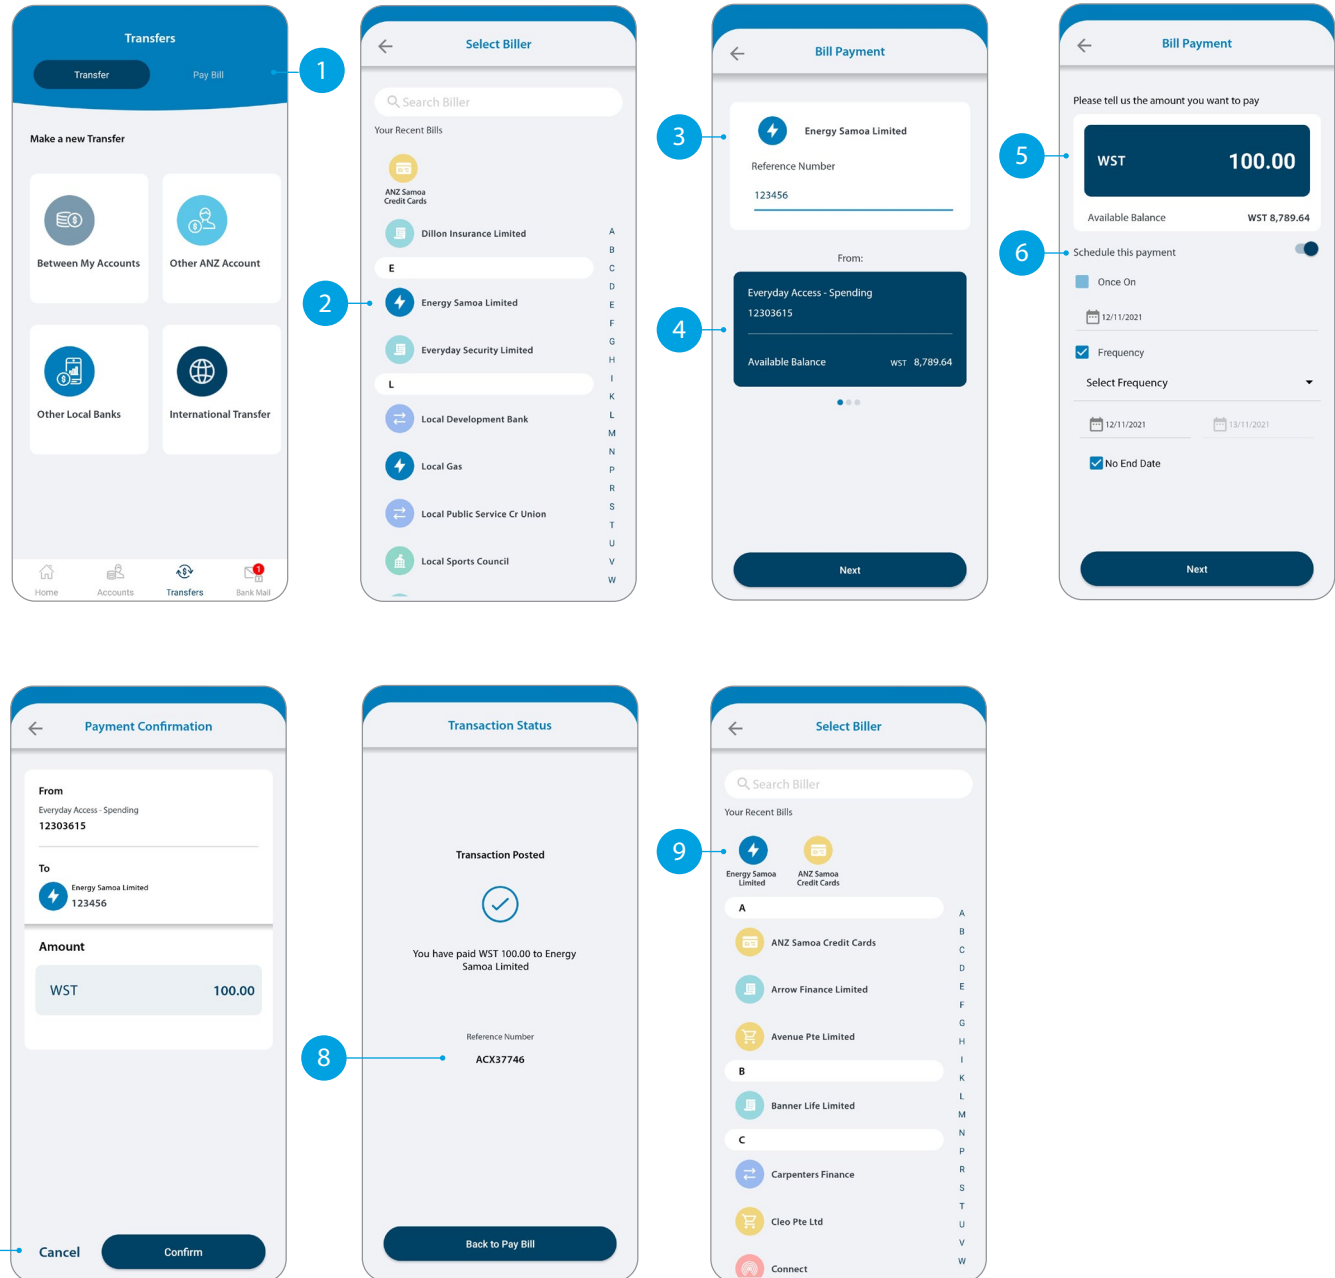 Transfers
Transfer
Pay Bill
1
Make a new Transfer
Between My Accounts
Other ANZ Account
Other Local Banks
International Transfer
Home
Accounts
Transfers
1
Bank Mail
Select Biller
Search Biller
Your Recent Bills
ANZ Samoa
Credit Cards
Dillon Insurance Limited
E
2
Energy Samoa Limited
Everyday Security Limited
L
Local Development Bank
Local Gas
Local Public Service Cr Union
Local Sports Council
A
B
C
D
E
F
G
H
I
K
L
M
N
P
R
S
T
U
V
W
Bill Payment
3
Energy Samoa Limited
Reference Number
123456
From:
4
Everyday Access - Spending
12303615
Available Balance WST 8,789.64
Next
Bill Payment
Please tell us the amount you want to pay
5
WST 100.00
Available Balance WST 8,789.64
6
Schedule this payment
Once On
12/11/2021
Frequency
Select Frequency
12/11/2021 13/11/2021
No End Date
Next
Payment Confirmation
From
Everyday Access - Spending
12303615
To
Energy Samoa Limited
123456
Amount
WST 100.00
Cancel
Confirm
Transaction Status
Transaction Posted
You have paid WST 100.00 to Energy
Samoa Limited
Reference Number
8
ACX37746
Back to Pay Bill
Select Biller
Search Biller
Your Recent Bills
9
Energy Samoa
Limited
ANZ Samoa
Credit Cards
A
ANZ Samoa Credit Cards
Arrow Finance Limited
Avenue Pte Limited
B
Banner Life Limited
C
Carpenters Finance
Cleo Pte Ltd
Connect
A
B
C
D
E
F
G
H
I
K
L
M
N
P
R
S
T
U
V
W